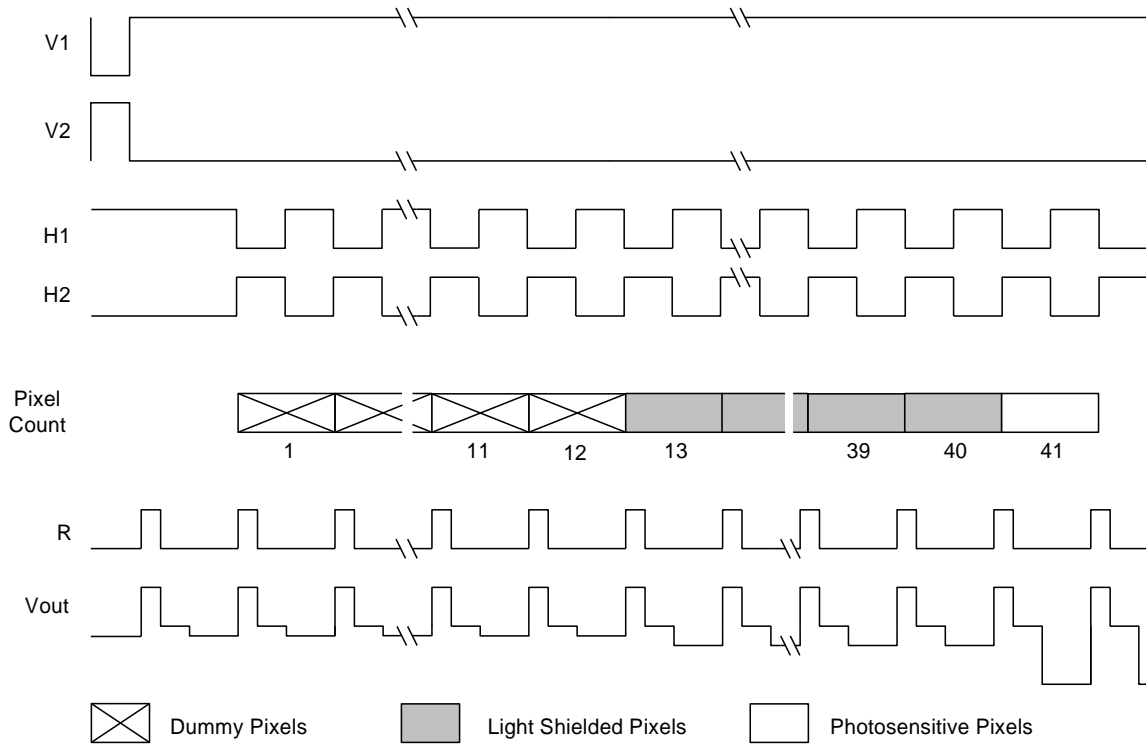 V1
V2
H1
H2
Pixel
Count
1 11 12 13 39 40 41
R
Vout
Dummy Pixels Light Shielded Pixels Photosensitive Pixels